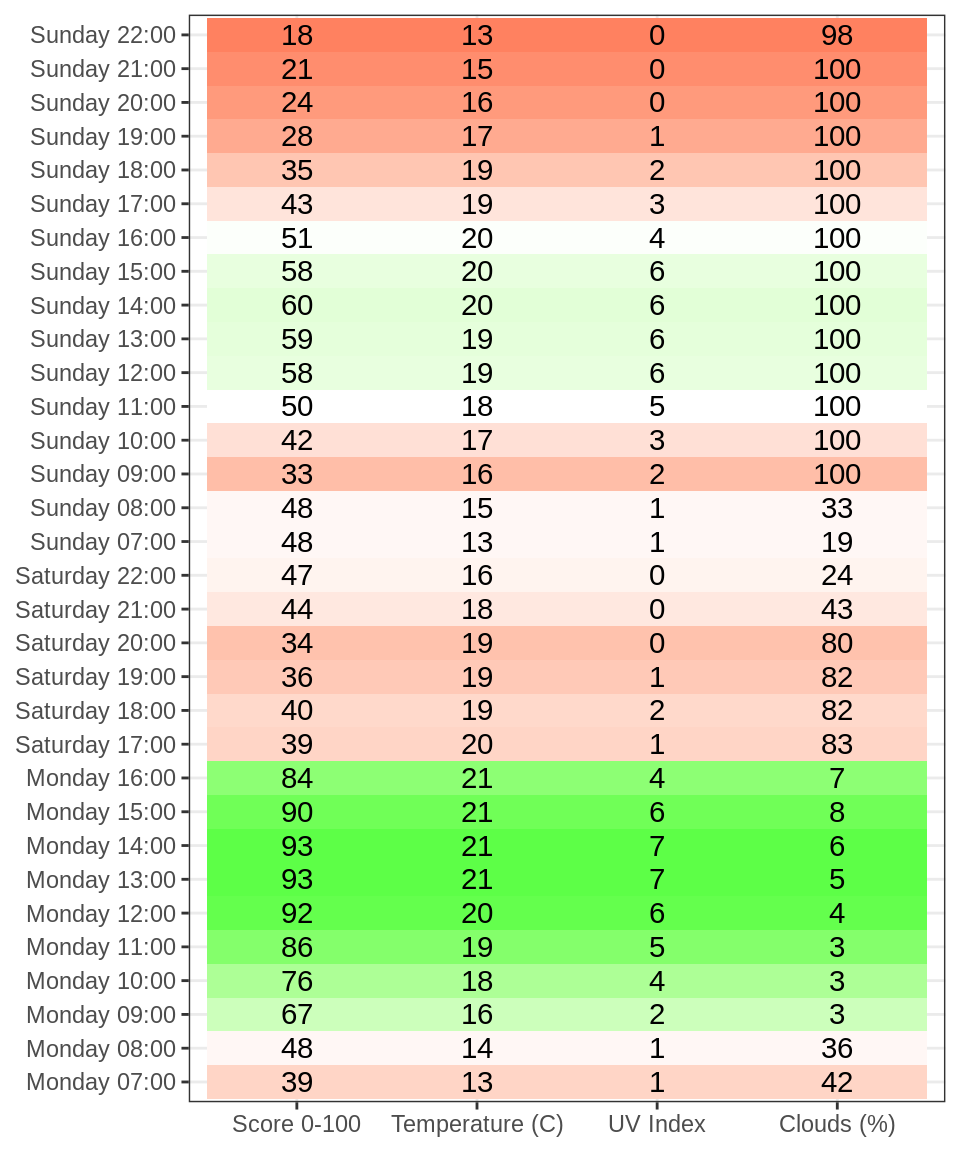 Sunday 22:00 18 13 0 98
Sunday 21:00 21 15 0 100
Sunday 20:00 24 16 0 100
Sunday 19:00 28 17 1 100
Sunday 18:00 35 19 2 100
Sunday 17:00 43 19 3 100
Sunday 16:00 51 20 4 100
Sunday 15:00 58 20 6 100
Sunday 14:00 60 20 6 100
Sunday 13:00 59 19 6 100
Sunday 12:00 58 19 6 100
Sunday 11:00 50 18 5 100
Sunday 10:00 42 17 3 100
Sunday 09:00 33 16 2 100
Sunday 08:00 48 15 1 33
Sunday 07:00 48 13 1 19
Saturday 22:00 47 16 0 24
Saturday 21:00 44 18 0 43
Saturday 20:00 34 19 0 80
Saturday 19:00 36 19 1 82
Saturday 18:00 40 19 2 82
Saturday 17:00 39 20 1 83
Monday 16:00 84 21 4 7
Monday 15:00 90 21 6 8
Monday 14:00 93 21 7 6
Monday 13:00 93 21 7 5
Monday 12:00 92 20 6 4
Monday 11:00 86 19 5 3
Monday 10:00 76 18 4 3
Monday 09:00 67 16 2 3
Monday 08:00 48 14 1 36
Monday 07:00 39 13 1 42
Score 0-100 Temperature (C) UV Index Clouds (%)